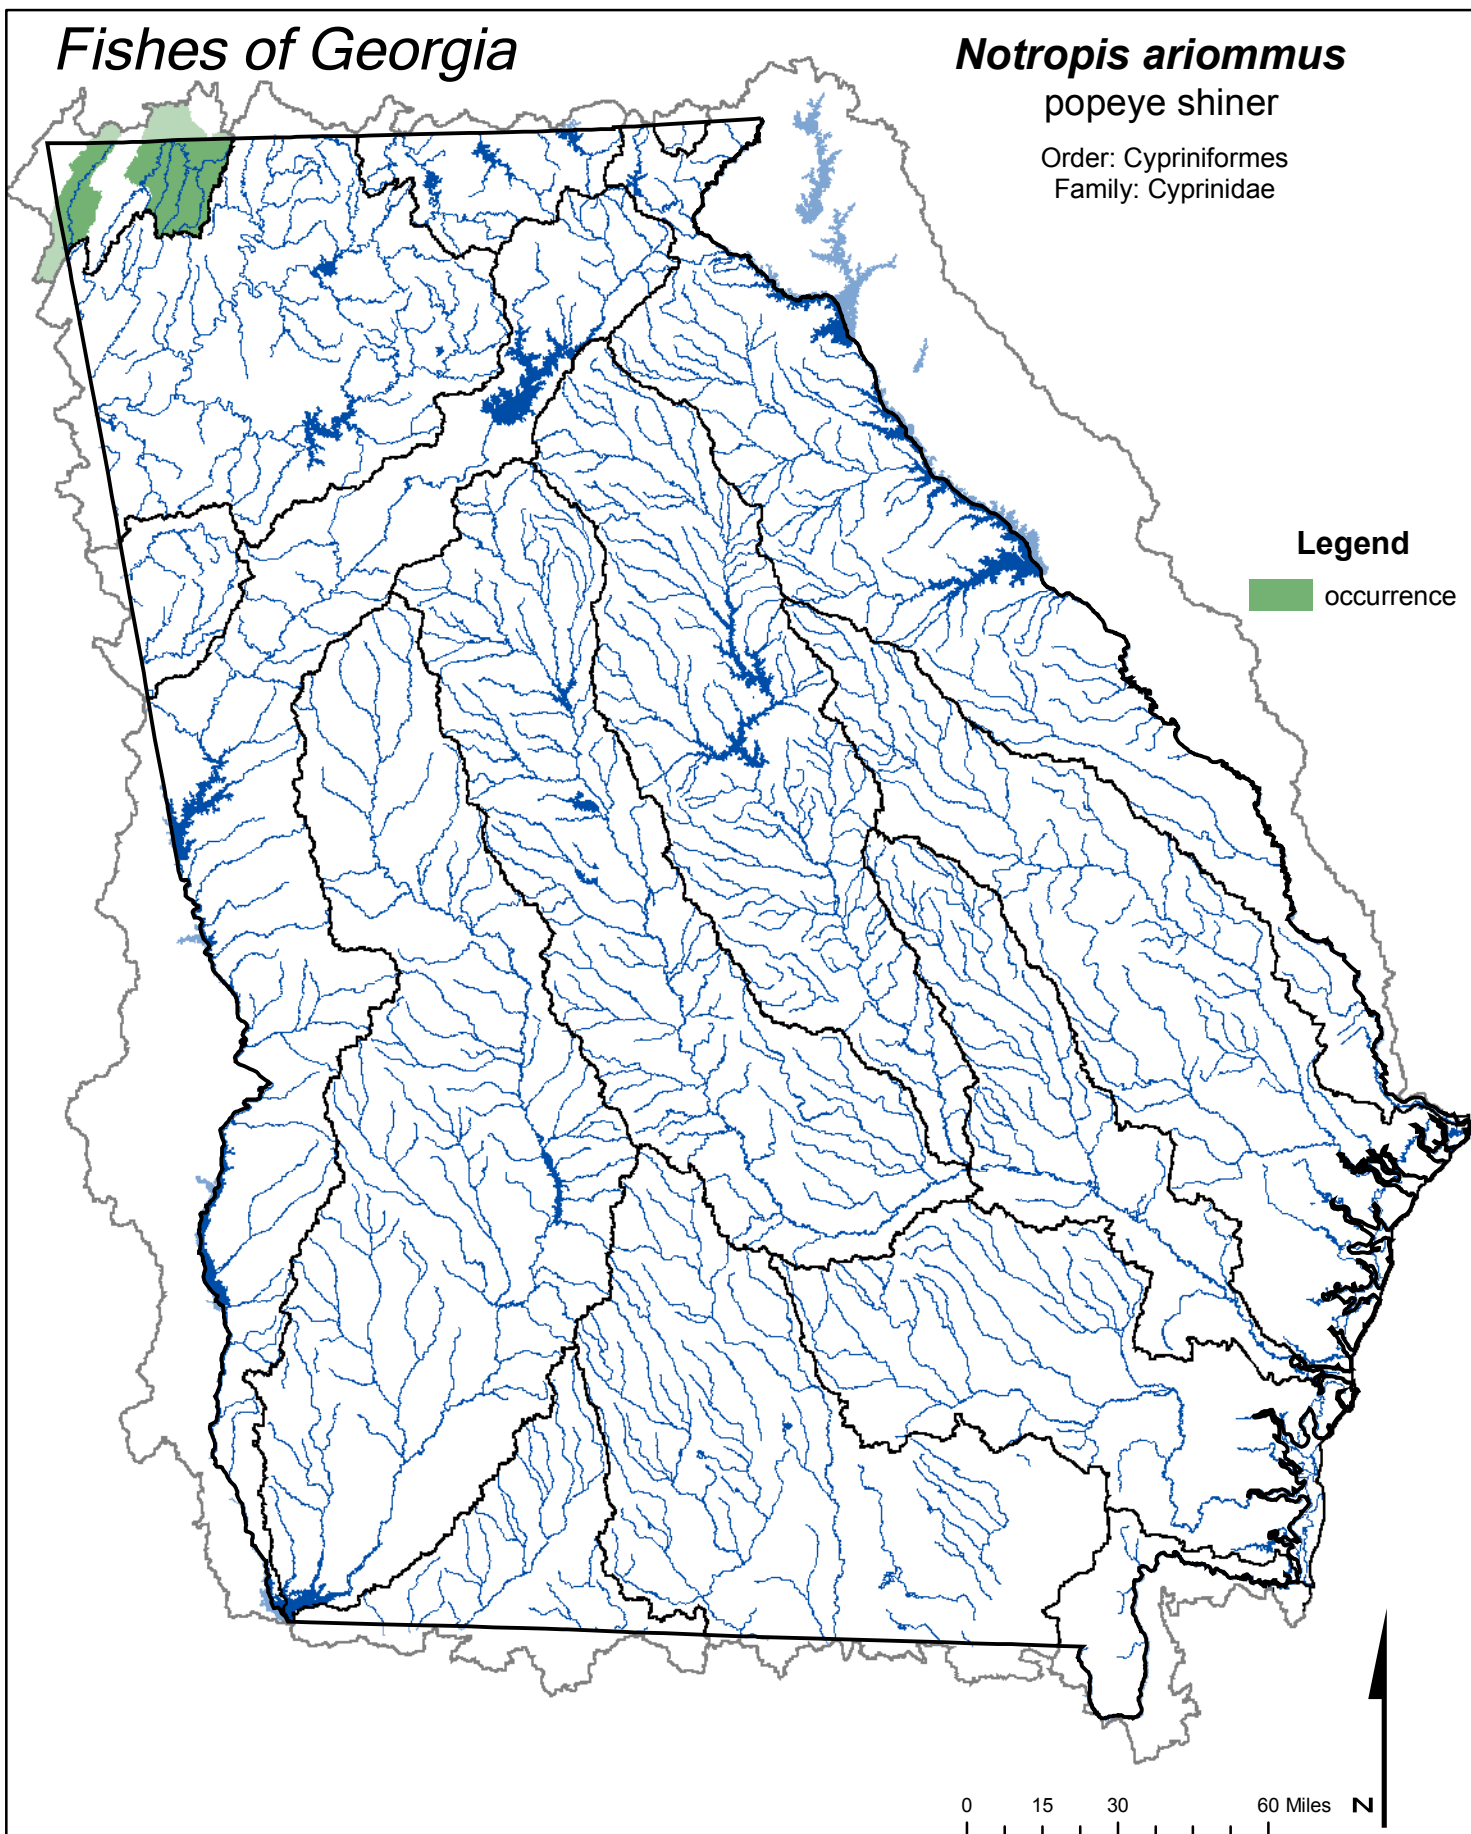 Fishes of Georgia
Notropis ariommus
popeye shiner
Order: Cypriniformes
Family: Cyprinidae
Legend
occurrence
0 15 30 60 Miles
N